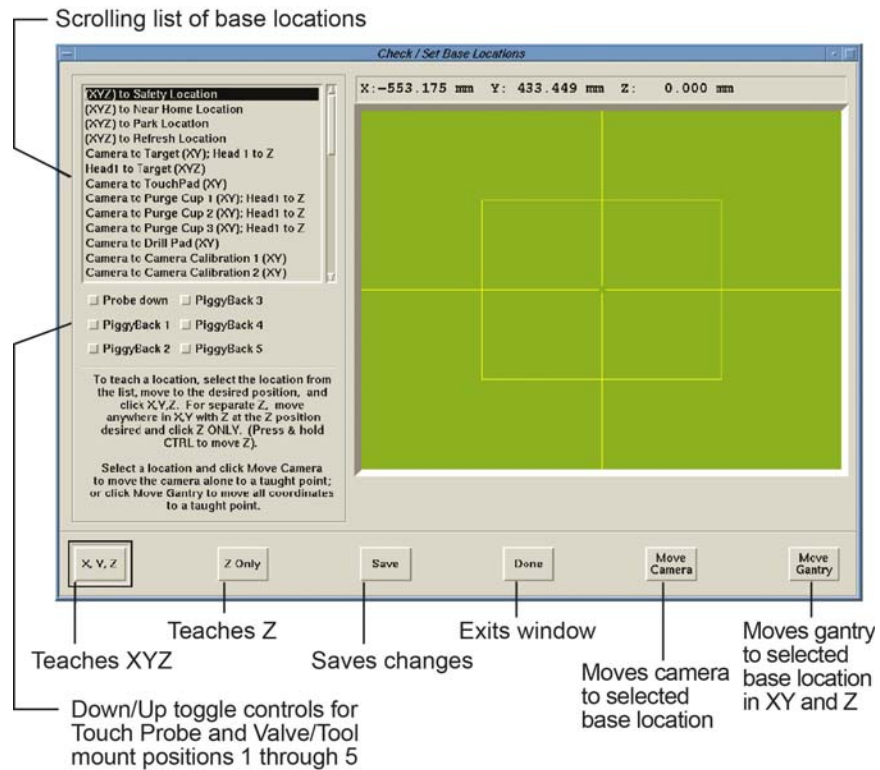 Scrolling list of base locations
Check / Set Base Locations
(XYZ) to Safety Location
(XYZ) to Near Home Location
(XYZ) to Park Location
(XYZ) to Refresh Location
Camera to Target (XY); Head 1 to Z
Head1 to Target (XYZ)
Camera to TouchPad (XY)
Camera to Purge Cup 1 (XY); Head1 to Z
Camera to Purge Cup 2 (XY); Head1 to Z
Camera to Purge Cup 3 (XY); Head1 to Z
Camera to Drill Pad (XY)
Camera to Camera Calibration 1 (XY)
Camera to Camera Calibration 2 (XY)
X:-553.175 mm Y: 433.449 mm Z: 0.000 mm
Probe down PiggyBack 3
PiggyBack 1 PiggyBack 4
PiggyBack 2 PiggyBack 5
To teach a location, select the location from
the list, move to the desired position, and
click X,Y,Z. For separate Z, move
anywhere in X,Y with Z at the Z position
desired and click Z ONLY. (Press & hold
CTRL to move Z).
Select a location and click Move Camera
to move the camera alone to a taught point;
or click Move Gantry to move all coordinates
to a taught point.
X, Y, Z
Z Only
Save
Done
Move
Camera
Move
Gantry
Teaches XYZ
Teaches Z
Saves changes
Exits window
Moves camera
to selected
base location
Moves gantry
to selected
base location
in XY and Z
Down/Up toggle controls for
Touch Probe and Valve/Tool
mount positions 1 through 5